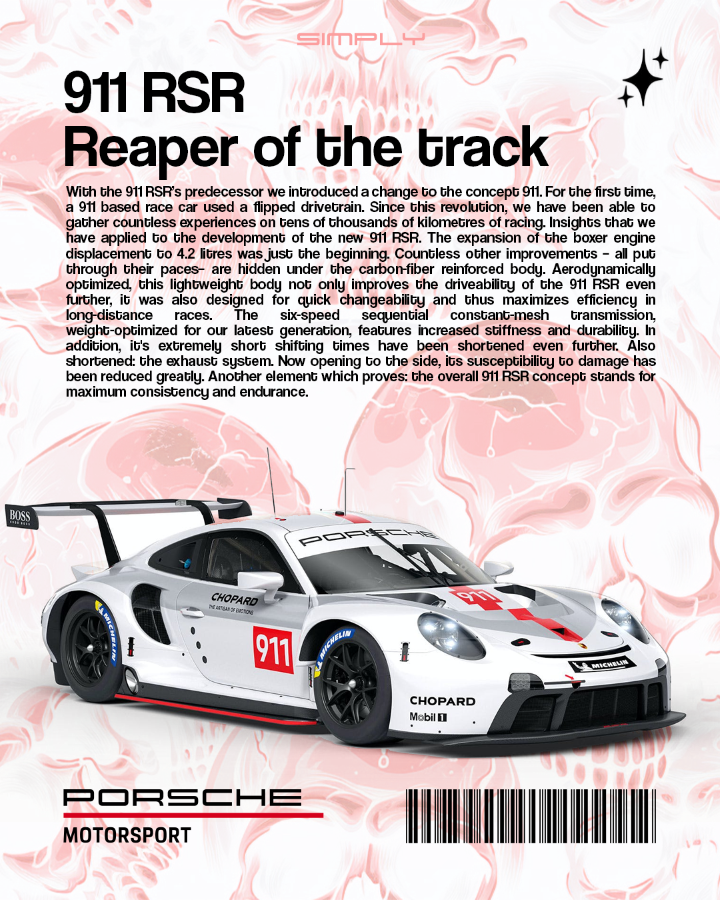 SIMPLY
911 RSR
Reaper of the track
With the 911 RSR's predecessor we introduced a change to the concept 911. For the first time,
a 911 based race car used a flipped drivetrain. Since this revolution, we have been able to
gather countless experiences on tens of thousands of kilometres of racing. Insights that we
have applied to the development of the new 911 RSR. The expansion of the boxer engine
displacement to 4.2 litres was just the beginning. Countless other improvements – all put
through their paces– are hidden under the carbon-fiber reinforced body. Aerodynamically
optimized, this lightweight body not only improves the driveability of the 911 RSR even
further, it was also designed for quick changeability and thus maximizes efficiency in
long-distance races. The six-speed sequential constant-mesh transmission,
weight-optimized for our latest generation, features increased stiffness and durability. In
addition, it's extremely short shifting times have been shortened even further. Also
shortened: the exhaust system. Now opening to the side, its susceptibility to damage has
been reduced greatly. Another element which proves: the overall 911 RSR concept stands for
maximum consistency and endurance.
BOSS
PORSCHE
CHOPARD
THE ARTISAN OF EMOTIONS
911
911
MICHELIN
MICHELIN
MICHELIN
CHOPARD
Mobil 1
PORSCHE
MOTORSPORT